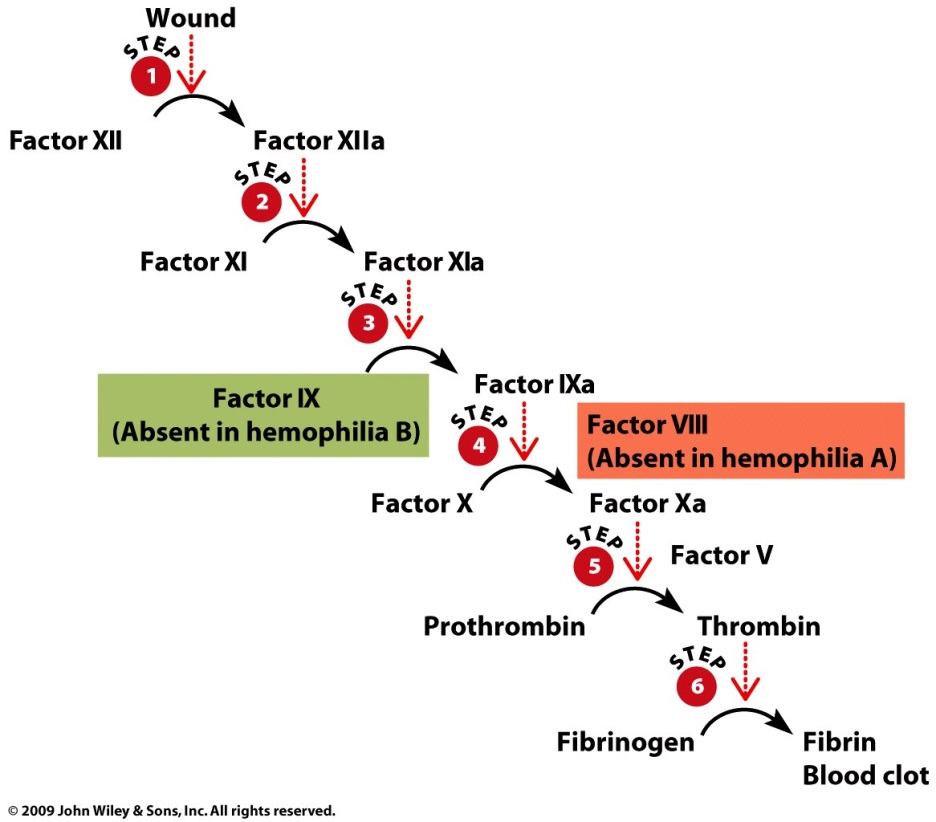 Wound
STEP
1
Factor XII
Factor XIIa
STEP
2
Factor XI
Factor XIa
STEP
3
Factor IX
(Absent in hemophilia B)
Factor IXa
STEP
4
Factor VIII
(Absent in hemophilia A)
Factor X
Factor Xa
STEP
5
Factor V
Prothrombin
Thrombin
STEP
6
Fibrinogen
Fibrin
Blood clot
© 2009 John Wiley & Sons, Inc. All rights reserved.